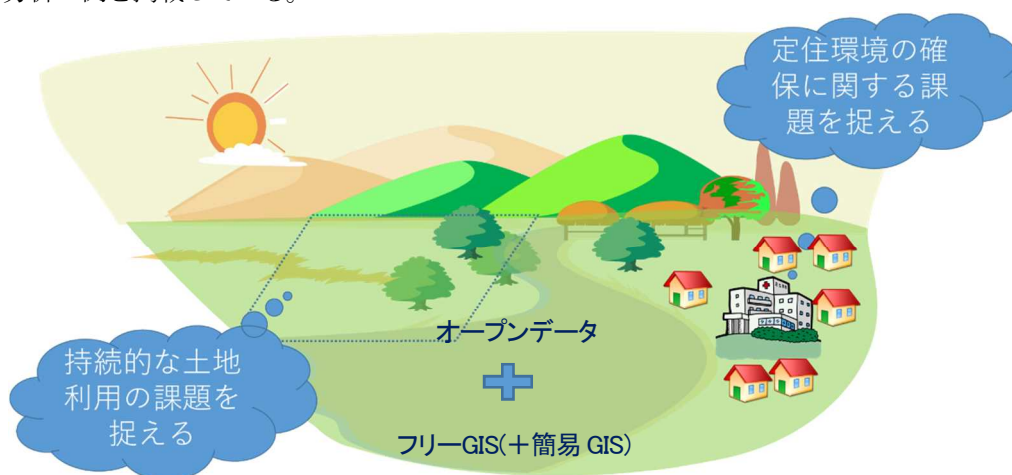 定住環境の確
保に関する課
題を捉える
オープンデータ
持続的な土地
利用の課題を
捉える
フリーGIS(＋簡易 GIS)